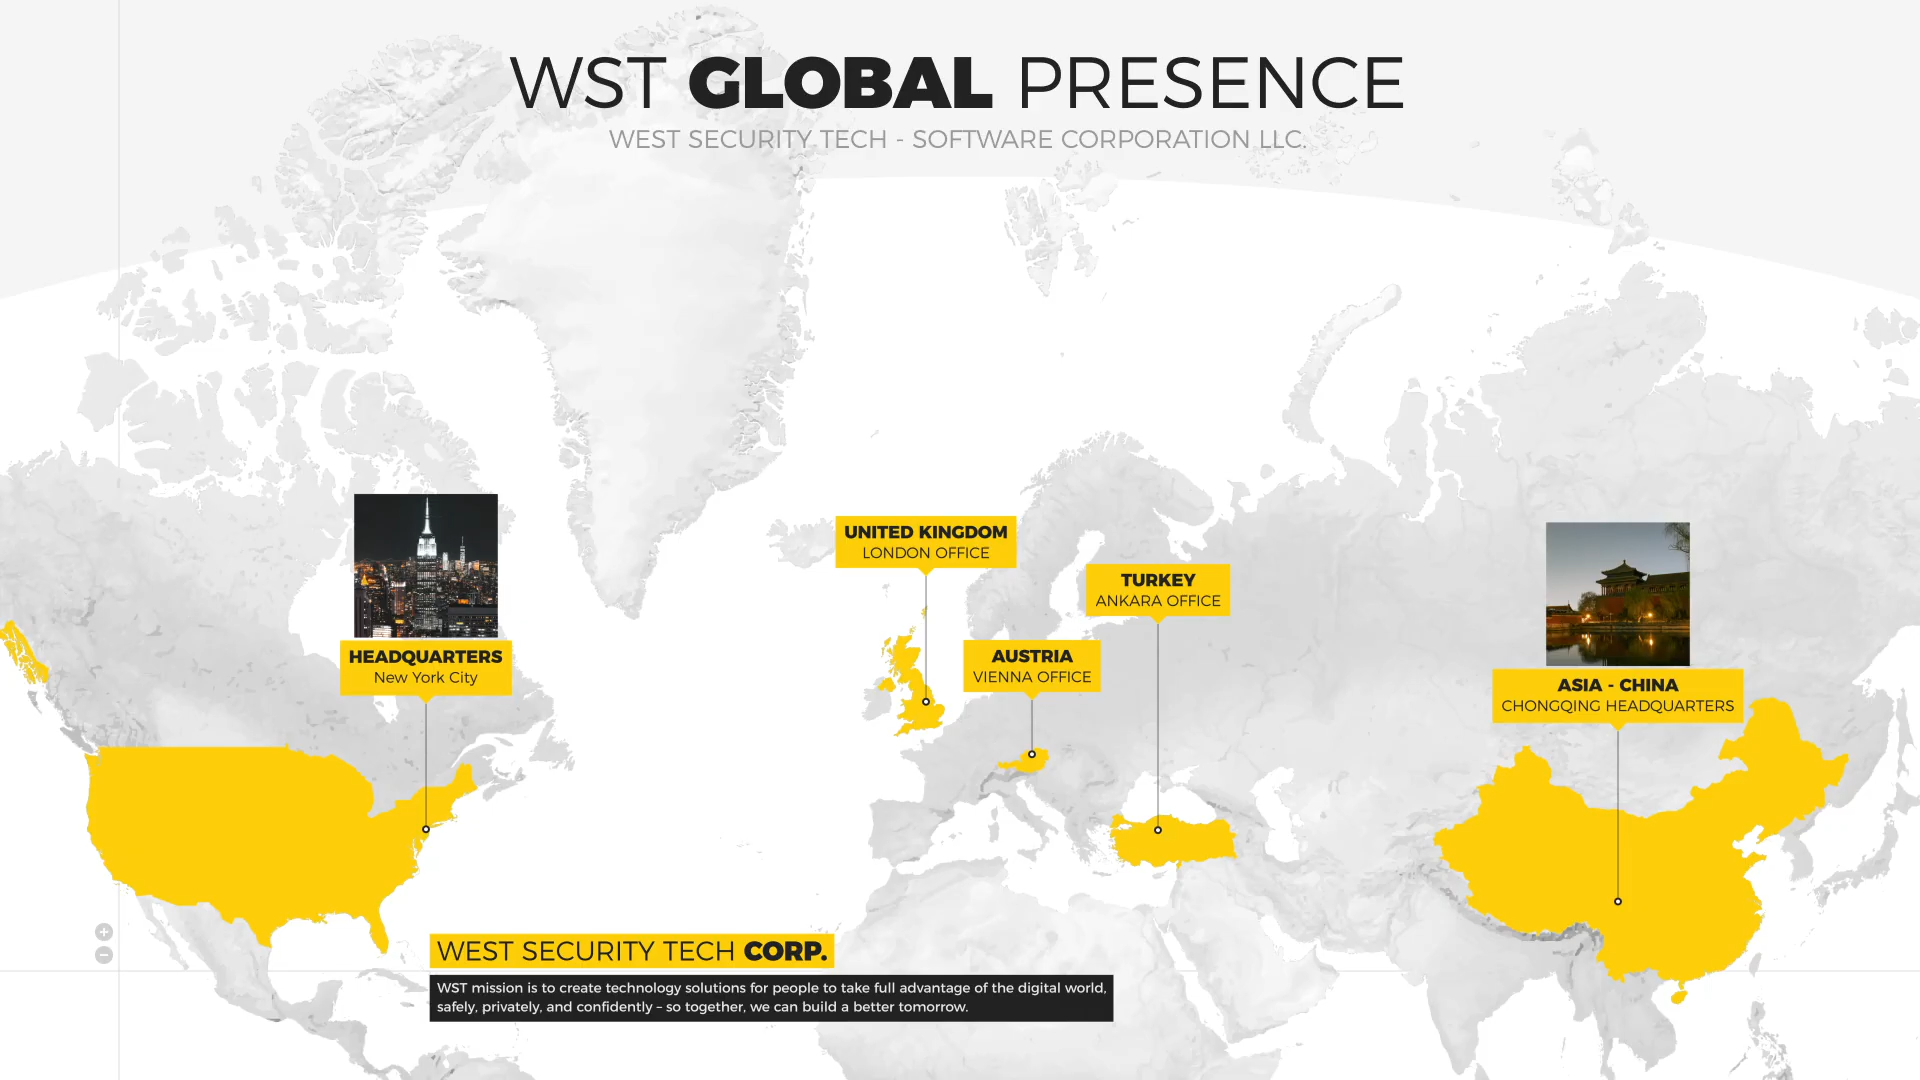 WST GLOBAL PRESENCE
WEST SECURITY TECH - SOFTWARE CORPORATION LLC.
UNITED KINGDOM
LONDON OFFICE
TURKEY
ANKARA OFFICE
HEADQUARTERS
New York City
AUSTRIA
VIENNA OFFICE
ASIA - CHINA
CHONGQING HEADQUARTERS
WEST SECURITY TECH CORP.
WST mission is to create technology solutions for people to take full advantage of the digital world,
safely, privately, and confidently – so together, we can build a better tomorrow.